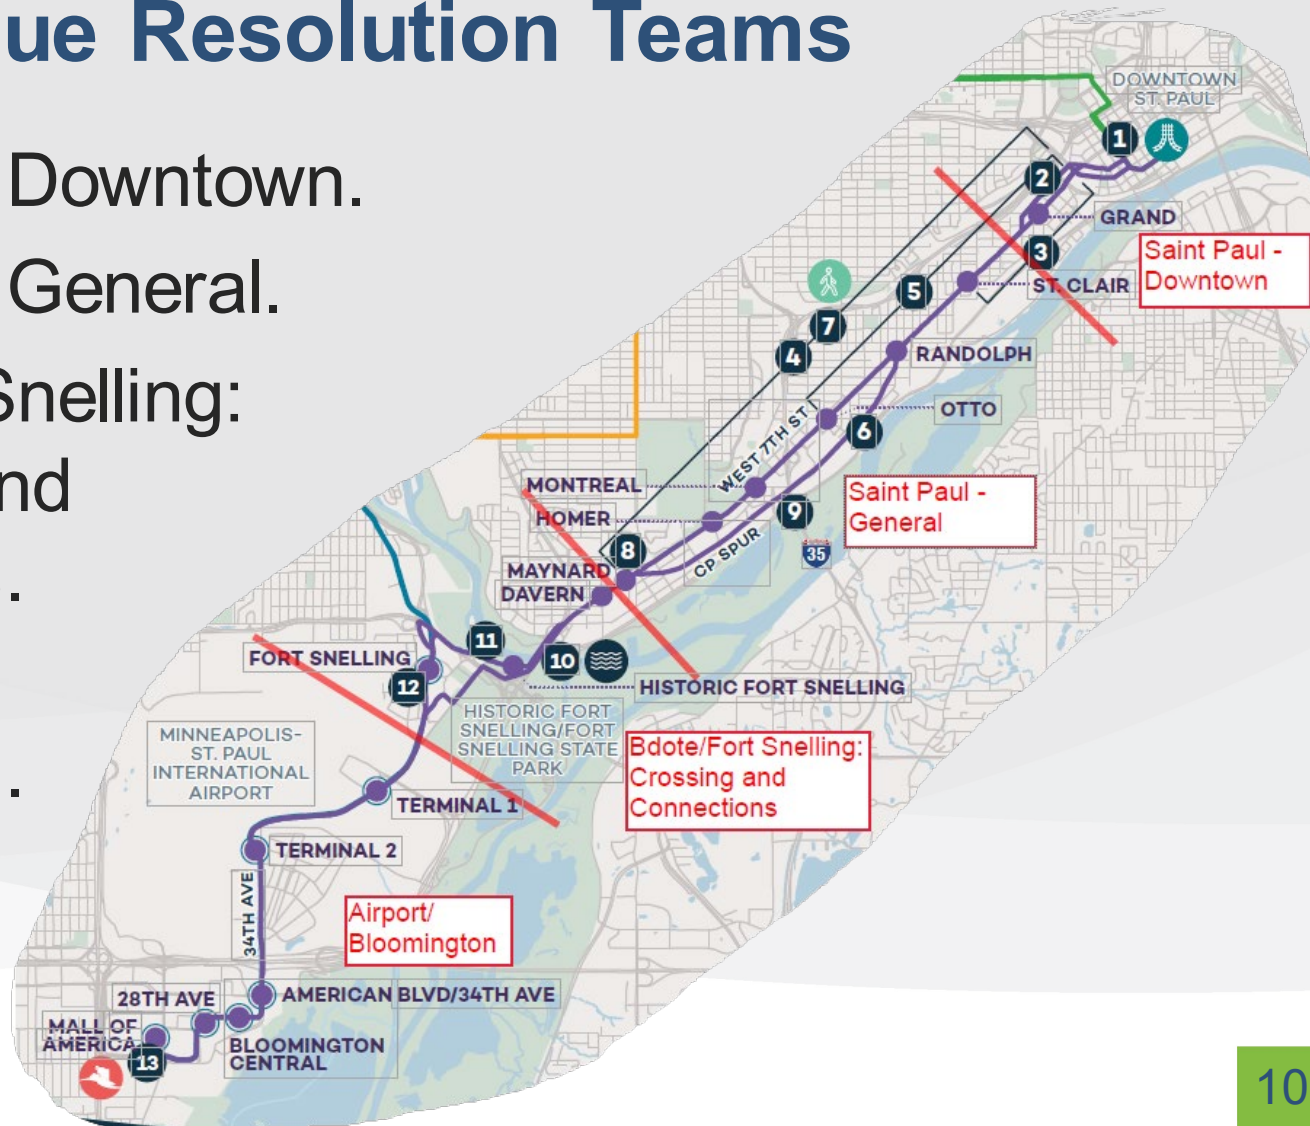 ue Resolution Teams
Downtown.
General.
Snelling:
nd
.
.
DOWNTOWN
ST. PAUL
1
2
GRAND
3
Saint Paul -
Downtown
ST. CLAIR
5
7
4
RANDOLPH
OTTO
6
WEST 7TH ST
MONTREAL
HOMER
9
Saint Paul -
General
8
CP SPUR
35
MAYNARD
DAVERN
11
10
FORT SNELLING
12
HISTORIC FORT SNELLING
HISTORIC FORT
SNELLING/FORT
SNELLING STATE
PARK
MINNEAPOLIS-
ST. PAUL
INTERNATIONAL
AIRPORT
Bdote/Fort Snelling:
Crossing and
Connections
TERMINAL 1
TERMINAL 2
34TH AVE
Airport/
Bloomington
AMERICAN BLVD/34TH AVE
28TH AVE
MALL OF
AMERICA
13
BLOOMINGTON
CENTRAL
10